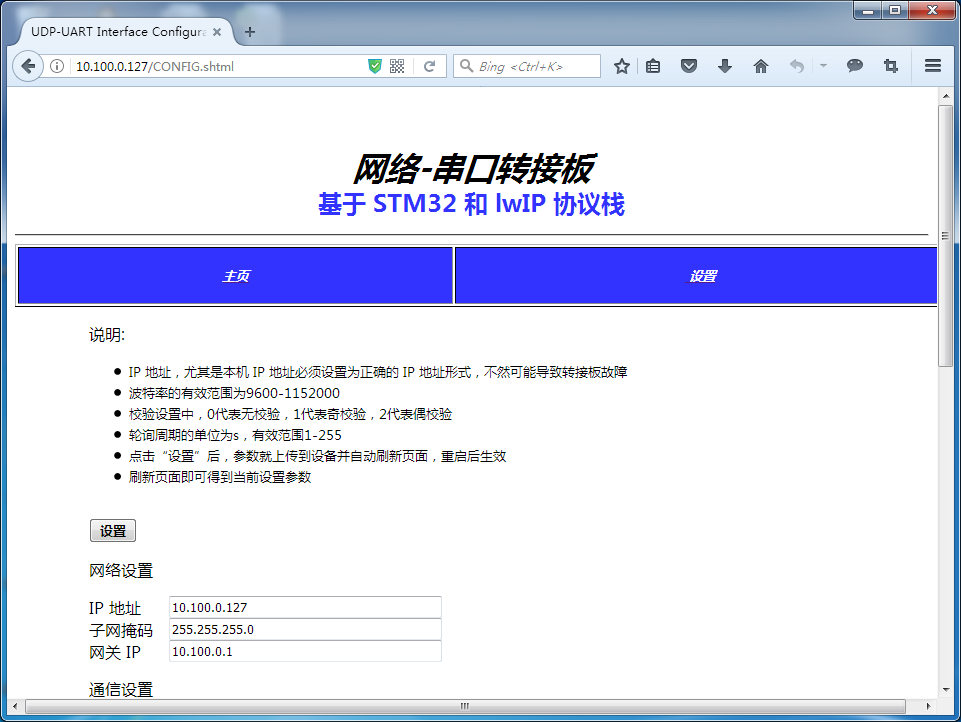 UDP-UART Interface Configura
10.100.0.127/CONFIG.shtml
Bing <Ctrl+K>
网络-串口转接板
基于 STM32 和 lwIP 协议栈
主页 设置
说明:
IP 地址，尤其是本机 IP 地址必须设置为正确的 IP 地址形式，不然可能导致转接板故障
波特率的有效范围为9600-1152000
校验设置中，0代表无校验，1代表奇校验，2代表偶校验
轮询周期的单位为s，有效范围1-255
点击“设置”后，参数就上传到设备并自动刷新页面，重启后生效
刷新页面即可得到当前设置参数
设置
网络设置
IP 地址 10.100.0.127
子网掩码 255.255.255.0
网关 IP 10.100.0.1
通信设置